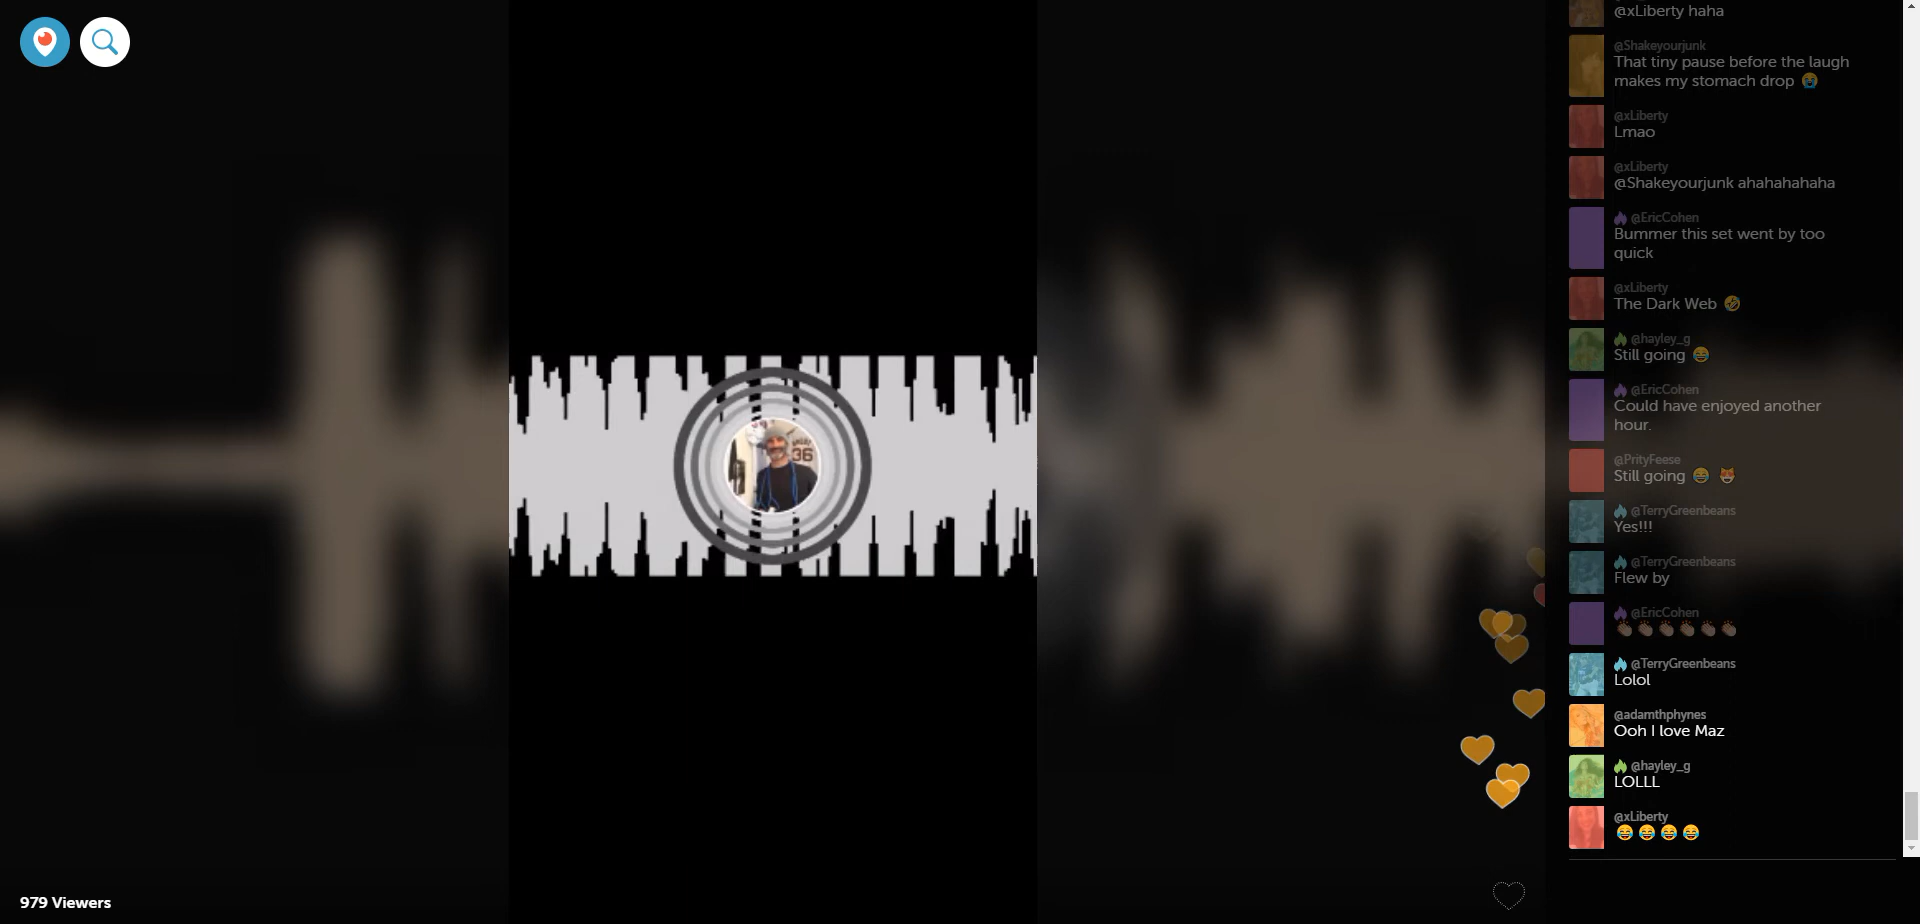 @xLiberty haha
@Shakeyourjunk
That tiny pause before the laugh
makes my stomach drop 😭
@xLiberty
Lmao
@xLiberty
@Shakeyourjunk ahahahahaha
@EricCohen
Bummer this set went by too
quick
@xLiberty
The Dark Web 🤣
@hayley_g
Still going 😂
@EricCohen
Could have enjoyed another
hour.
@PrityFeese
Still going 😂 😻
@TerryGreenbeans
Yes!!!
@TerryGreenbeans
Flew by
@EricCohen
👏🏽👏🏽👏🏽👏🏽👏🏽👏🏽
@TerryGreenbeans
Lolol
@adamthphynes
Ooh I love Maz
@hayley_g
LOLLL
@xLiberty
😂😂😂😂
36
979 Viewers